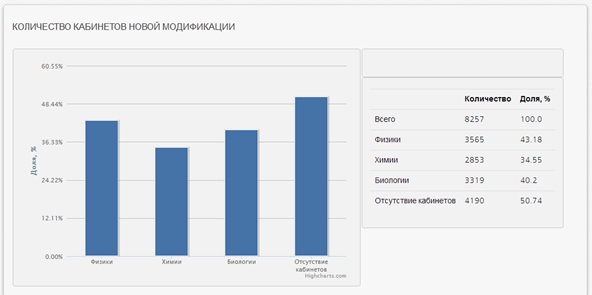 КОЛИЧЕСТВО КАБИНЕТОВ НОВОЙ МОДИФИКАЦИИ
60.55%
48.44%
36.33%
24.22%
12.11%
0.00%
Доля, %
Физики
Химии
Биологии
Отсутствие
кабинетов
Highcharts.com
Количество Доля, %
Всего 8257 100.0
Физики 3565 43.18
Химии 2853 34.55
Биологии 3319 40.2
Отсутствие кабинетов 4190 50.74